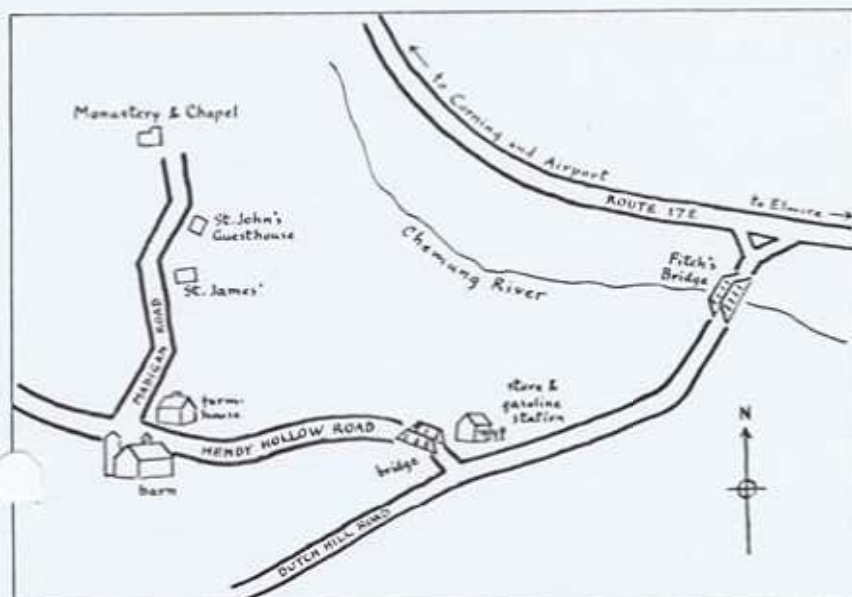 Monastery & Chapel
to Corning and Airport
ROUTE 17E
to Elmira
St. John's
Guesthouse
Chemung River
Fitch's
Bridge
St. James'
MADIGAN ROAD
farm-
house
store &
gasoline
station
HENDY HOLLOW ROAD
bridge
barn
N
DUTCH HILL ROAD